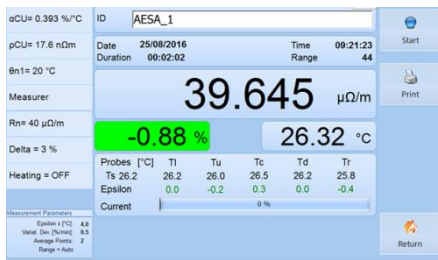 αCU= 0.393 %/°C
ρCU= 17.6 nΩm
θn1= 20 °C
Measurer
Rn= 40 μΩ/m
Delta = 3 %
Heating = OFF
Measurement Parameters
Epsilon ± [°C] 4.0
Variat. Dev. [%/min] 0.5
Average Points: 2
Range = Auto
ID AESA_1
Date 25/08/2016 Time 09:21:23
Duration 00:02:02 Range 44
39.645 μΩ/m
-0.88 % 26.32 °C
Probes [°C] Tl Tu Tc Td Tr
Ts 26.2 26.2 26.0 26.5 26.2 25.8
Epsilon 0.0 -0.2 0.3 0.0 -0.4
Current 0 %
Start
Print
Return